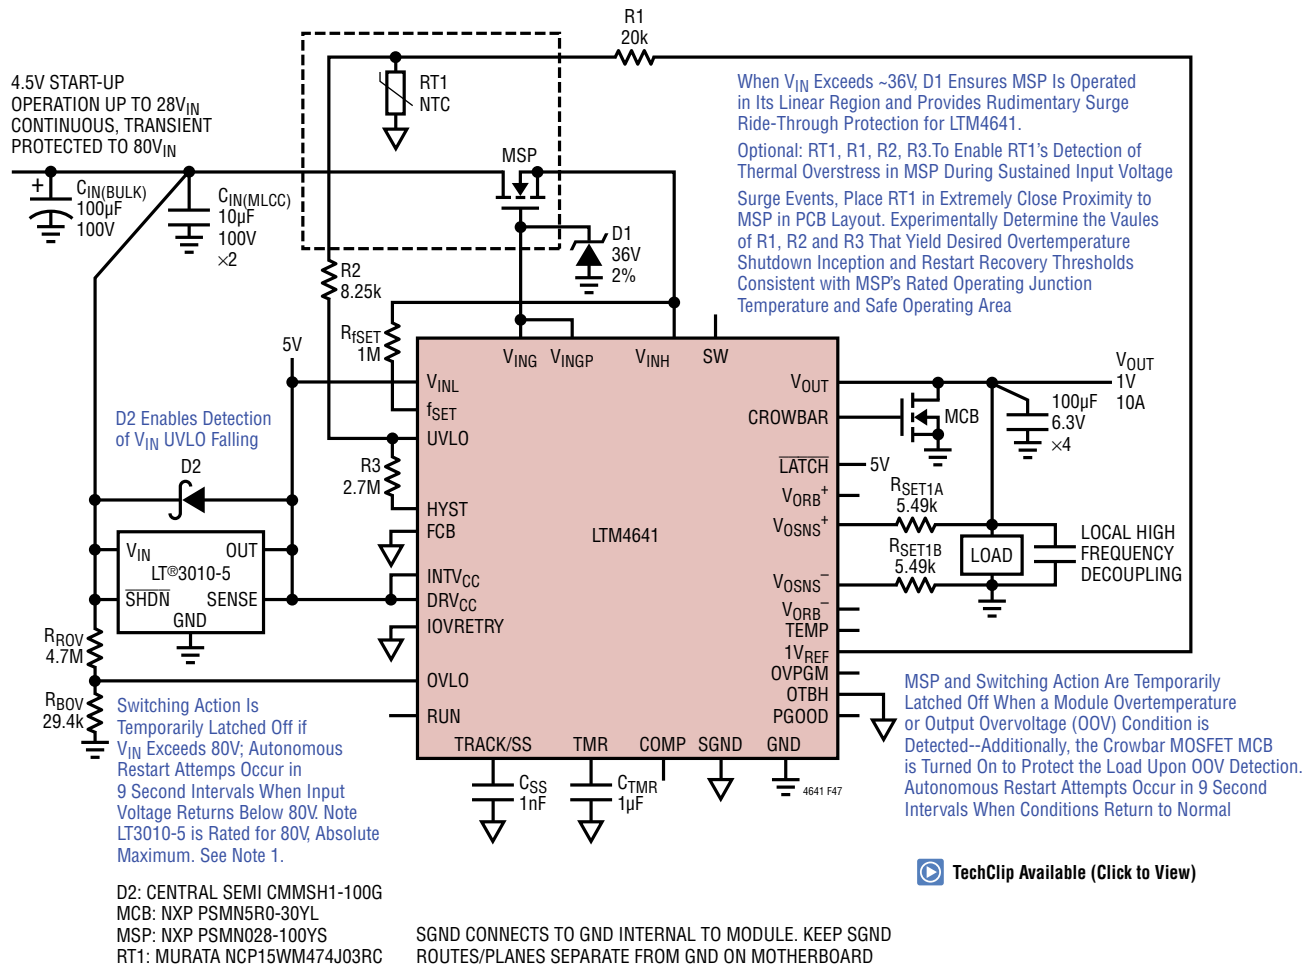 R1
20k
4.5V START-UP
OPERATION UP TO 28VIN
CONTINUOUS, TRANSIENT
PROTECTED TO 80VIN
RT1
NTC
MSP
+
CIN(BULK)
100µF
100V
CIN(MLCC)
10µF
100V
×2
D1
36V
2%
R2
8.25k
RfSET
1M
When VIN Exceeds ~36V, D1 Ensures MSP Is Operated
in Its Linear Region and Provides Rudimentary Surge
Ride-Through Protection for LTM4641.
Optional: RT1, R1, R2, R3.To Enable RT1's Detection of
Thermal Overstress in MSP During Sustained Input Voltage
Surge Events, Place RT1 in Extremely Close Proximity to
MSP in PCB Layout. Experimentally Determine the Vaules
of R1, R2 and R3 That Yield Desired Overtemperature
Shutdown Inception and Restart Recovery Thresholds
Consistent with MSP's Rated Operating Junction
Temperature and Safe Operating Area
5V
VING
VINGP
VINH
SW
VINL
fSET
UVLO
HYST
FCB
INTVCC
DRVCC
IOVRETRY
OVLO
RUN
TRACK/SS
TMR
COMP
SGND
GND
LTM4641
VOUT
CROWBAR
LATCH
VORB+
VOSNS+
VOSNS−
VORB−
TEMP
1VREF
OVPGM
OTBH
PGOOD
VOUT
1V
10A
100µF
6.3V
×4
MCB
5V
RSET1A
5.49k
RSET1B
5.49k
LOAD
LOCAL HIGH
FREQUENCY
DECOUPLING
D2 Enables Detection
of VIN UVLO Falling
D2
R3
2.7M
VIN
OUT
LT®3010-5
SHDN
SENSE
GND
RROV
4.7M
RBOV
29.4k
Switching Action Is
Temporarily Latched Off if
VIN Exceeds 80V; Autonomous
Restart Attemps Occur in
9 Second Intervals When Input
Voltage Returns Below 80V. Note
LT3010-5 is Rated for 80V, Absolute
Maximum. See Note 1.
CSS
1nF
CTMR
1µF
4641 F47
MSP and Switching Action Are Temporarily
Latched Off When a Module Overtemperature
or Output Overvoltage (OOV) Condition is
Detected--Additionally, the Crowbar MOSFET MCB
is Turned On to Protect the Load Upon OOV Detection.
Autonomous Restart Attempts Occur in 9 Second
Intervals When Conditions Return to Normal
TechClip Available (Click to View)
D2: CENTRAL SEMI CMMSH1-100G
MCB: NXP PSMN5R0-30YL
MSP: NXP PSMN028-100YS
RT1: MURATA NCP15WM474J03RC
SGND CONNECTS TO GND INTERNAL TO MODULE. KEEP SGND
ROUTES/PLANES SEPARATE FROM GND ON MOTHERBOARD